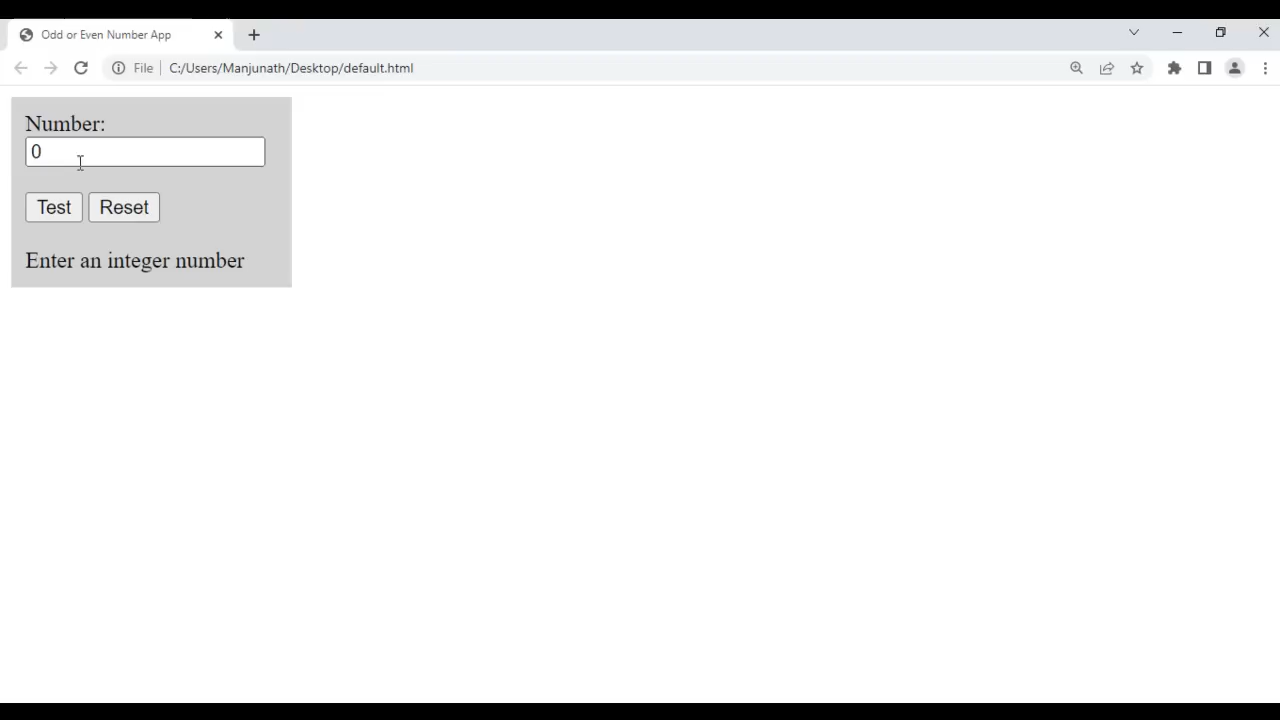 Odd or Even Number App
File C:/Users/Manjunath/Desktop/default.html
Number:
0
Test Reset
Enter an integer number